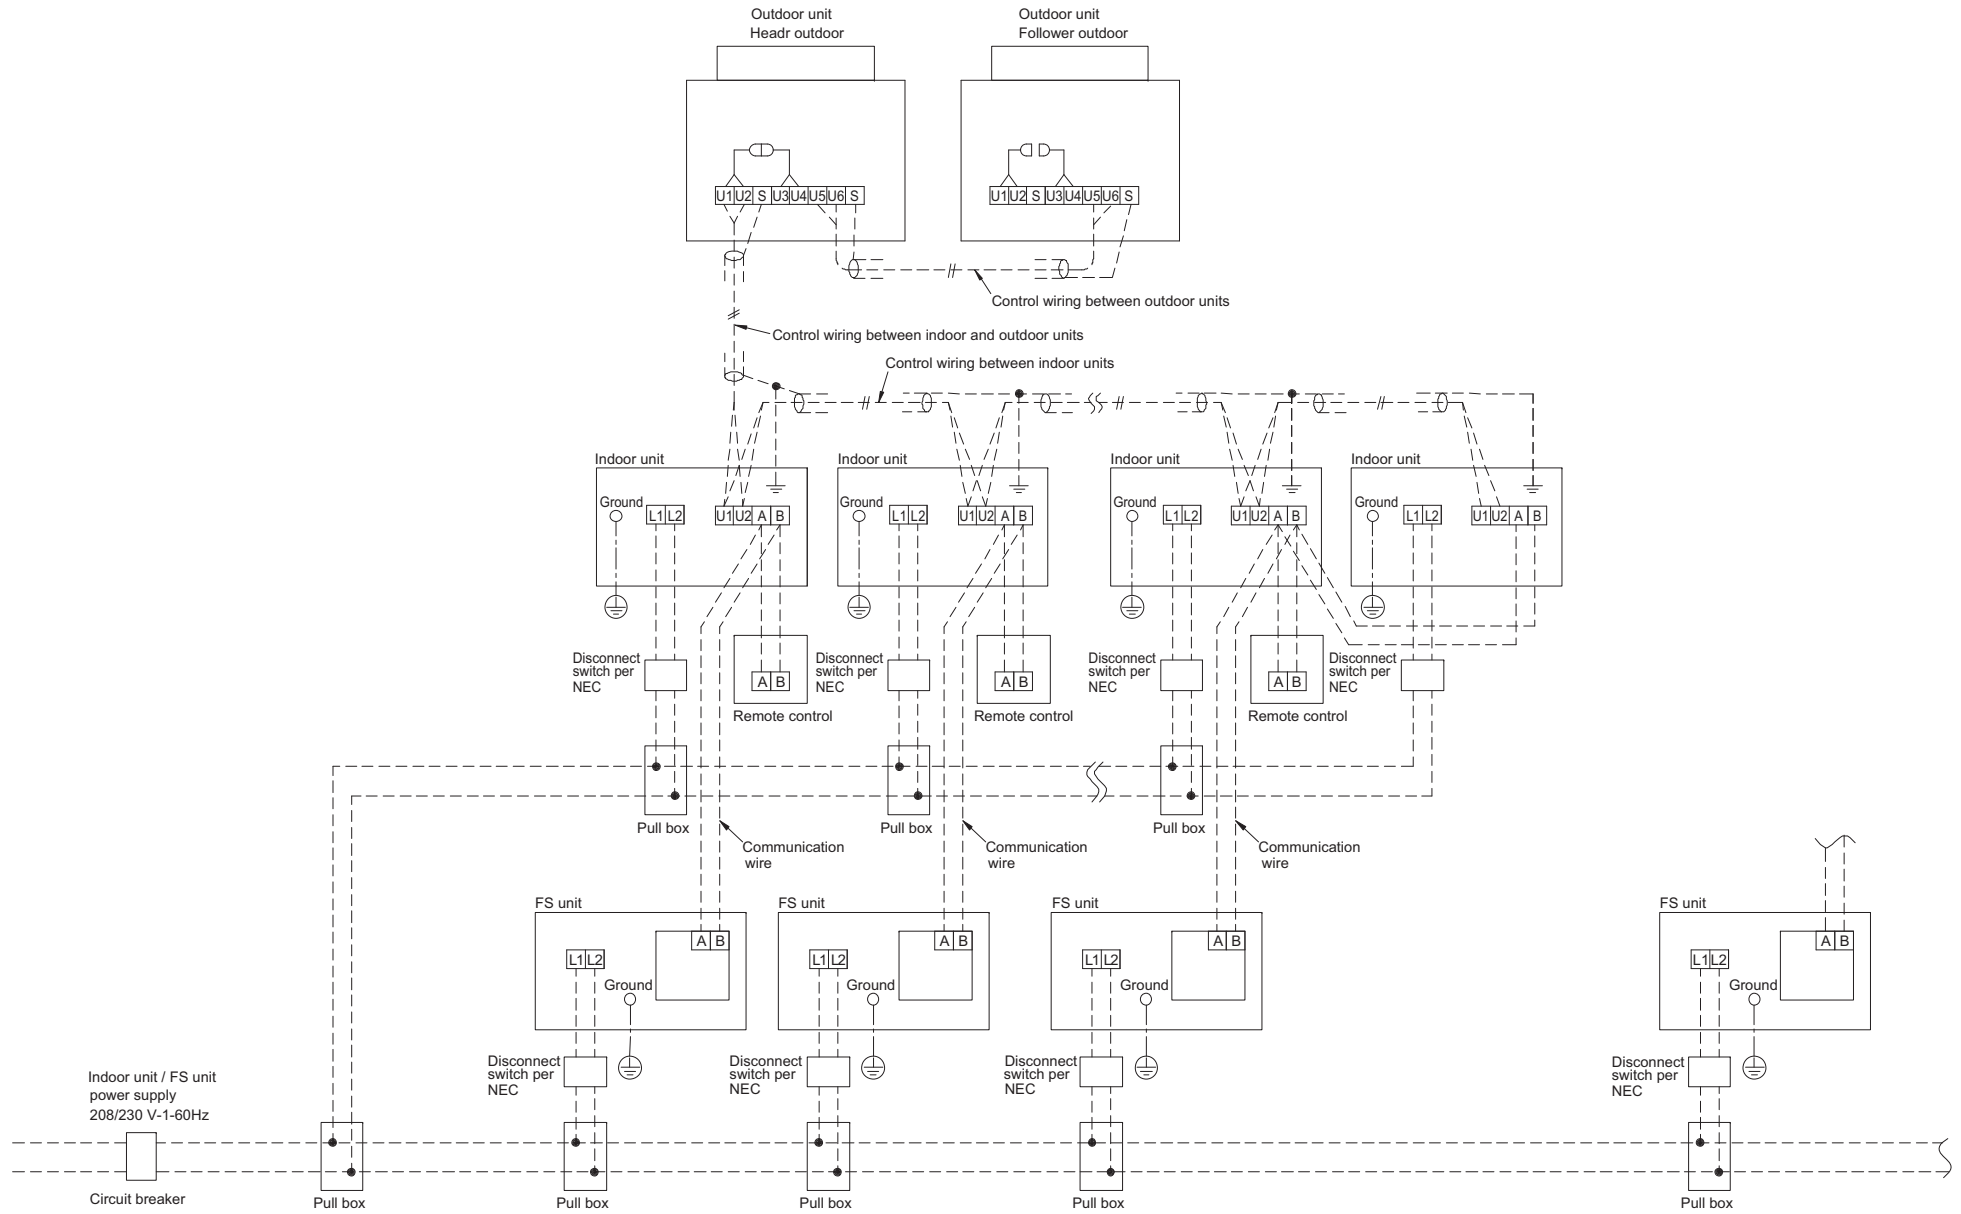 Outdoor unit
Headr outdoor
Outdoor unit
Follower outdoor
U1 U2 S U3 U4 U5 U6 S
U1 U2 S U3 U4 U5 U6 S
Control wiring between outdoor units
Control wiring between indoor and outdoor units
Control wiring between indoor units
Indoor unit
Indoor unit
Indoor unit
Indoor unit
Ground
L1 L2
U1 U2 A B
Ground
L1 L2
U1 U2 A B
Ground
L1 L2
U1 U2 A B
Ground
L1 L2
U1 U2 A B
Disconnect
switch per
NEC
A B
Remote control
Disconnect
switch per
NEC
A B
Remote control
Disconnect
switch per
NEC
A B
Remote control
Disconnect
switch per
NEC
Pull box
Pull box
Pull box
Communication
wire
Communication
wire
Communication
wire
FS unit
A B
L1 L2
Ground
FS unit
A B
L1 L2
Ground
FS unit
A B
L1 L2
Ground
FS unit
A B
L1 L2
Ground
Disconnect
switch per
NEC
Disconnect
switch per
NEC
Disconnect
switch per
NEC
Disconnect
switch per
NEC
Indoor unit / FS unit
power supply
208/230 V-1-60Hz
Circuit breaker
Pull box
Pull box
Pull box
Pull box
Pull box